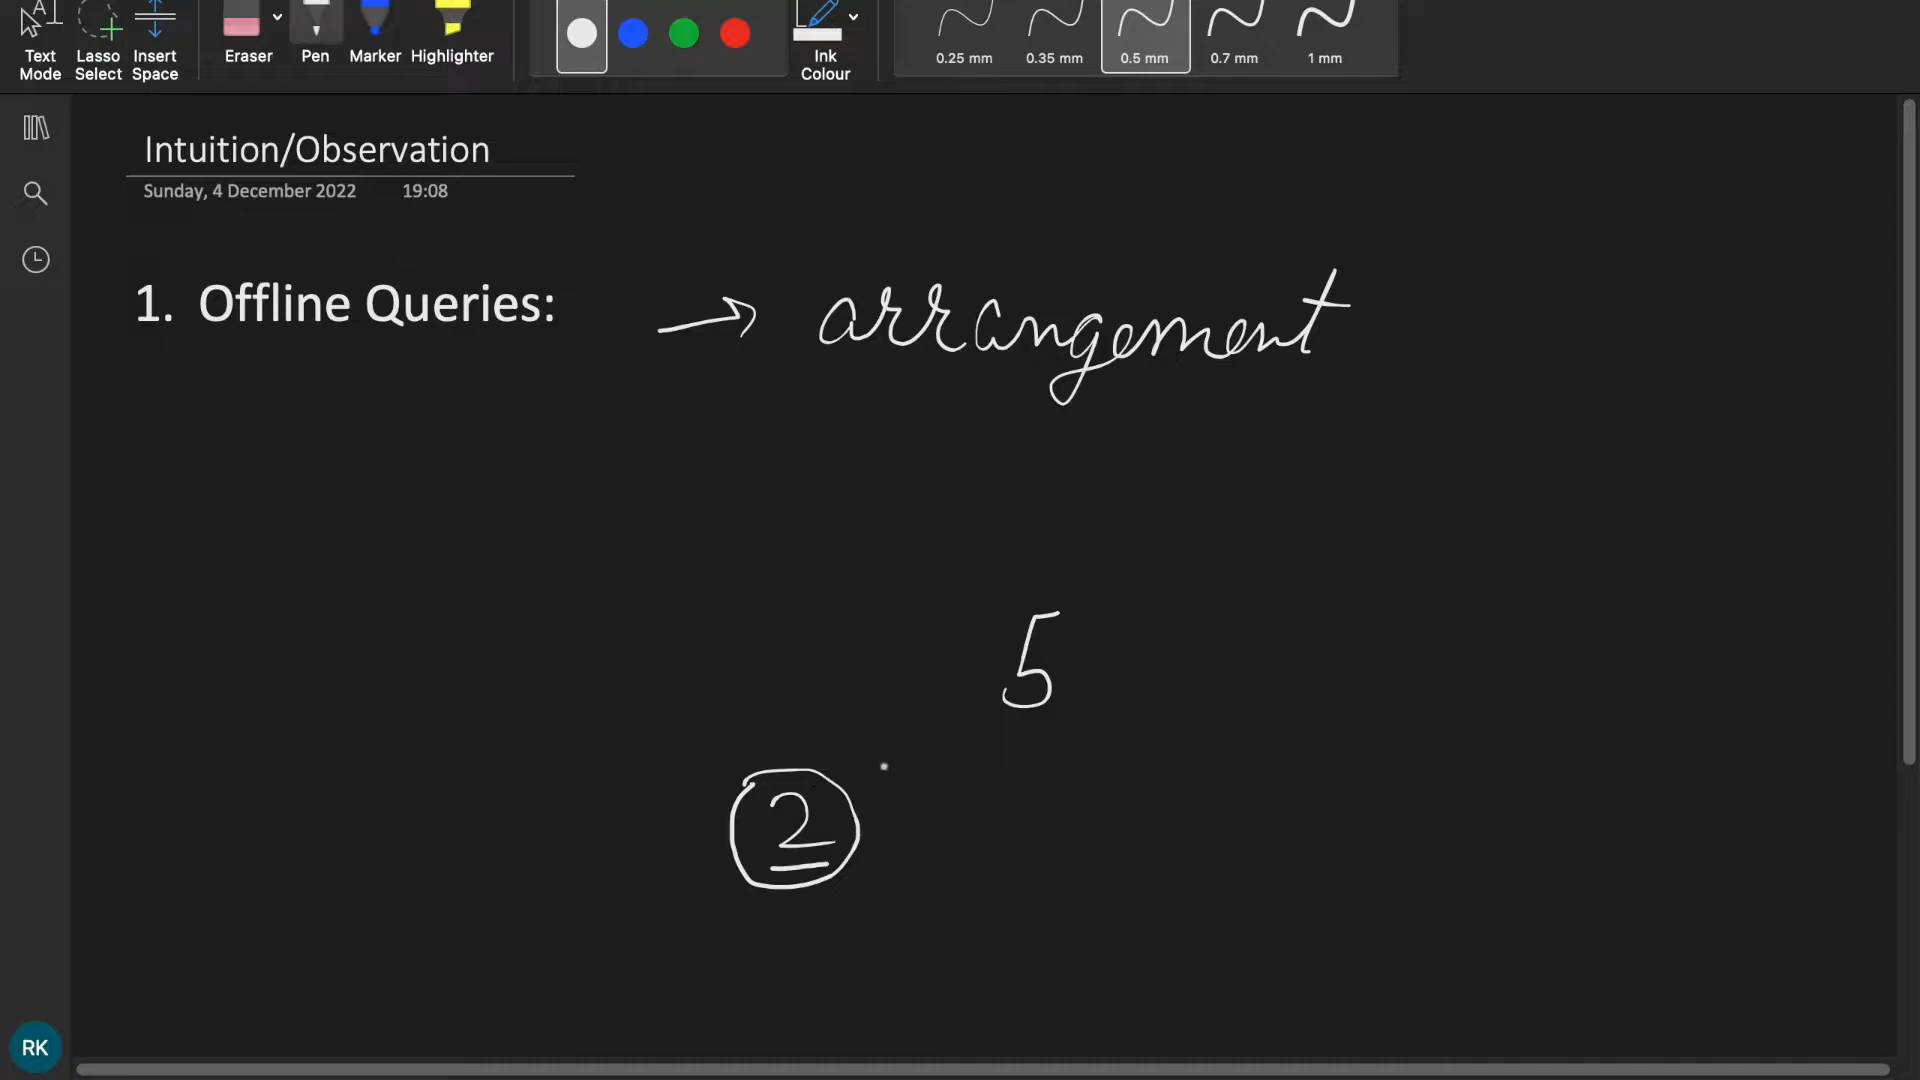 Text Mode
Lasso Select
Insert Space
Eraser
Pen
Marker
Highlighter
Ink Colour
0.25 mm
0.35 mm
0.5 mm
0.7 mm
1 mm
Intuition/Observation
Sunday, 4 December 2022 19:08
1. Offline Queries: → arrangement
5
2
RK